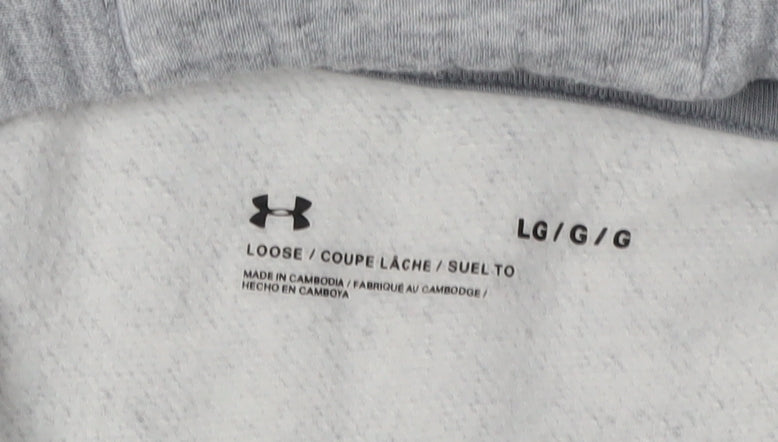 LG / G / G
LOOSE / COUPE LÂCHE / SUEL TO
MADE IN CAMBODIA / FABRIQUÉ AU CAMBODGE /
HECHO EN CAMBOYA